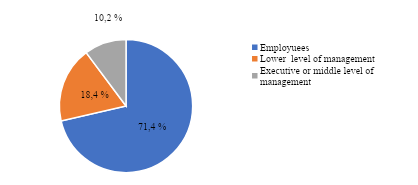 10,2 %
18,4 %
71,4 %
Employuees
Lower level of management
Executive or middle level of
management